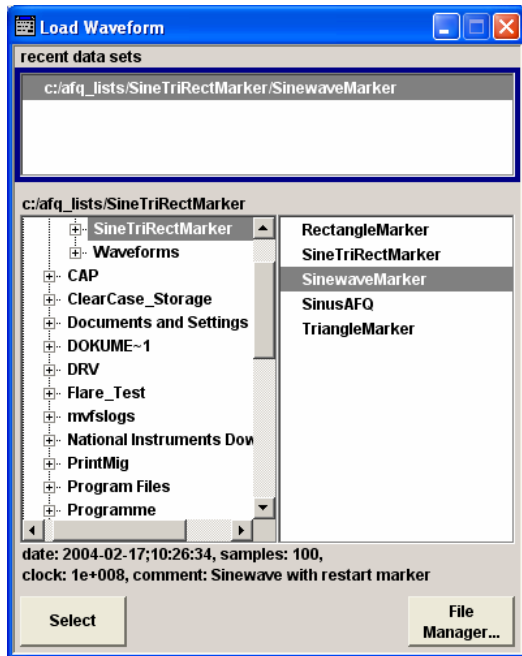 Load Waveform
recent data sets
c:/afq_lists/SineTriRectMarker/SinewaveMarker
c:/afq_lists/SineTriRectMarker
SineTriRectMarker
Waveforms
CAP
ClearCase_Storage
Documents and Settings
DOKUME~1
DRV
Flare_Test
mvfslogs
National Instruments Dow
PrintMig
Program Files
Programme
RectangleMarker
SineTriRectMarker
SinewaveMarker
SinusAFQ
TriangleMarker
date: 2004-02-17;10:26:34, samples: 100,
clock: 1e+008, comment: Sinewave with restart marker
Select
File
Manager...